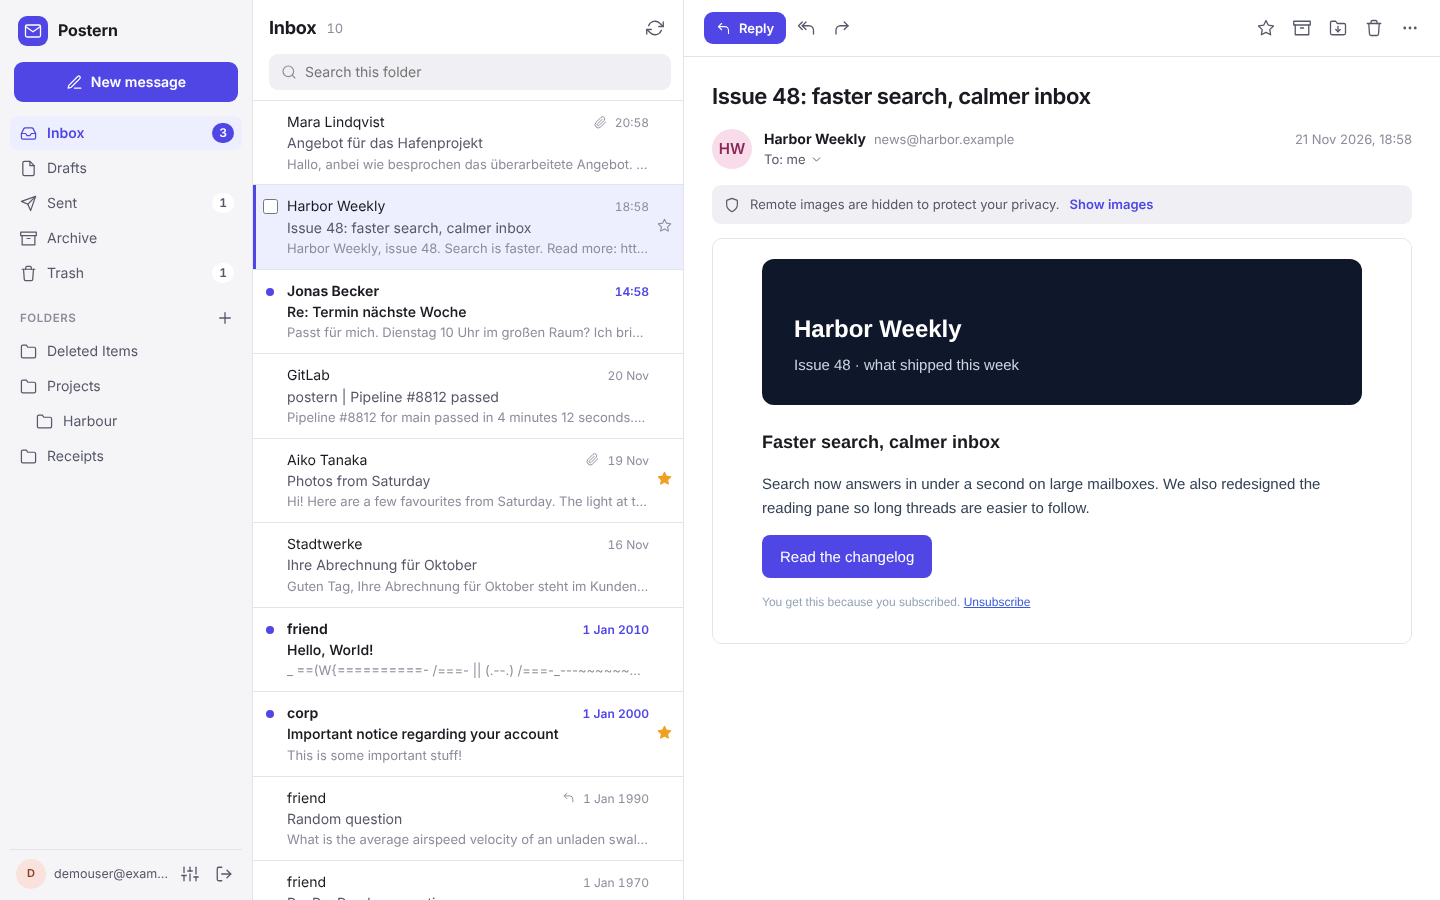 Postern
New message
Inbox 3
Drafts
Sent 1
Archive
Trash 1
FOLDERS
Deleted Items
Projects
Harbour
Receipts
D demouser@exam...
Inbox 10
Search this folder
Mara Lindqvist 20:58
Angebot für das Hafenprojekt
Hallo, anbei wie besprochen das überarbeitete Angebot. ...
Harbor Weekly 18:58
Issue 48: faster search, calmer inbox
Harbor Weekly, issue 48. Search is faster. Read more: htt...
Jonas Becker 14:58
Re: Termin nächste Woche
Passt für mich. Dienstag 10 Uhr im großen Raum? Ich bri...
GitLab 20 Nov
postern | Pipeline #8812 passed
Pipeline #8812 for main passed in 4 minutes 12 seconds....
Aiko Tanaka 19 Nov
Photos from Saturday
Hi! Here are a few favourites from Saturday. The light at t...
Stadtwerke 16 Nov
Ihre Abrechnung für Oktober
Guten Tag, Ihre Abrechnung für Oktober steht im Kunden...
friend 1 Jan 2010
Hello, World!
_ ==(W{==========- /===- || (.--.) /===-_---~~~~~~...
corp 1 Jan 2000
Important notice regarding your account
This is some important stuff!
friend 1 Jan 1990
Random question
What is the average airspeed velocity of an unladen swal...
friend 1 Jan 1970
Reply
Issue 48: faster search, calmer inbox
HW Harbor Weekly news@harbor.example 21 Nov 2026, 18:58
To: me
Remote images are hidden to protect your privacy. Show images
Harbor Weekly
Issue 48 · what shipped this week
Faster search, calmer inbox
Search now answers in under a second on large mailboxes. We also redesigned the
reading pane so long threads are easier to follow.
Read the changelog
You get this because you subscribed. Unsubscribe